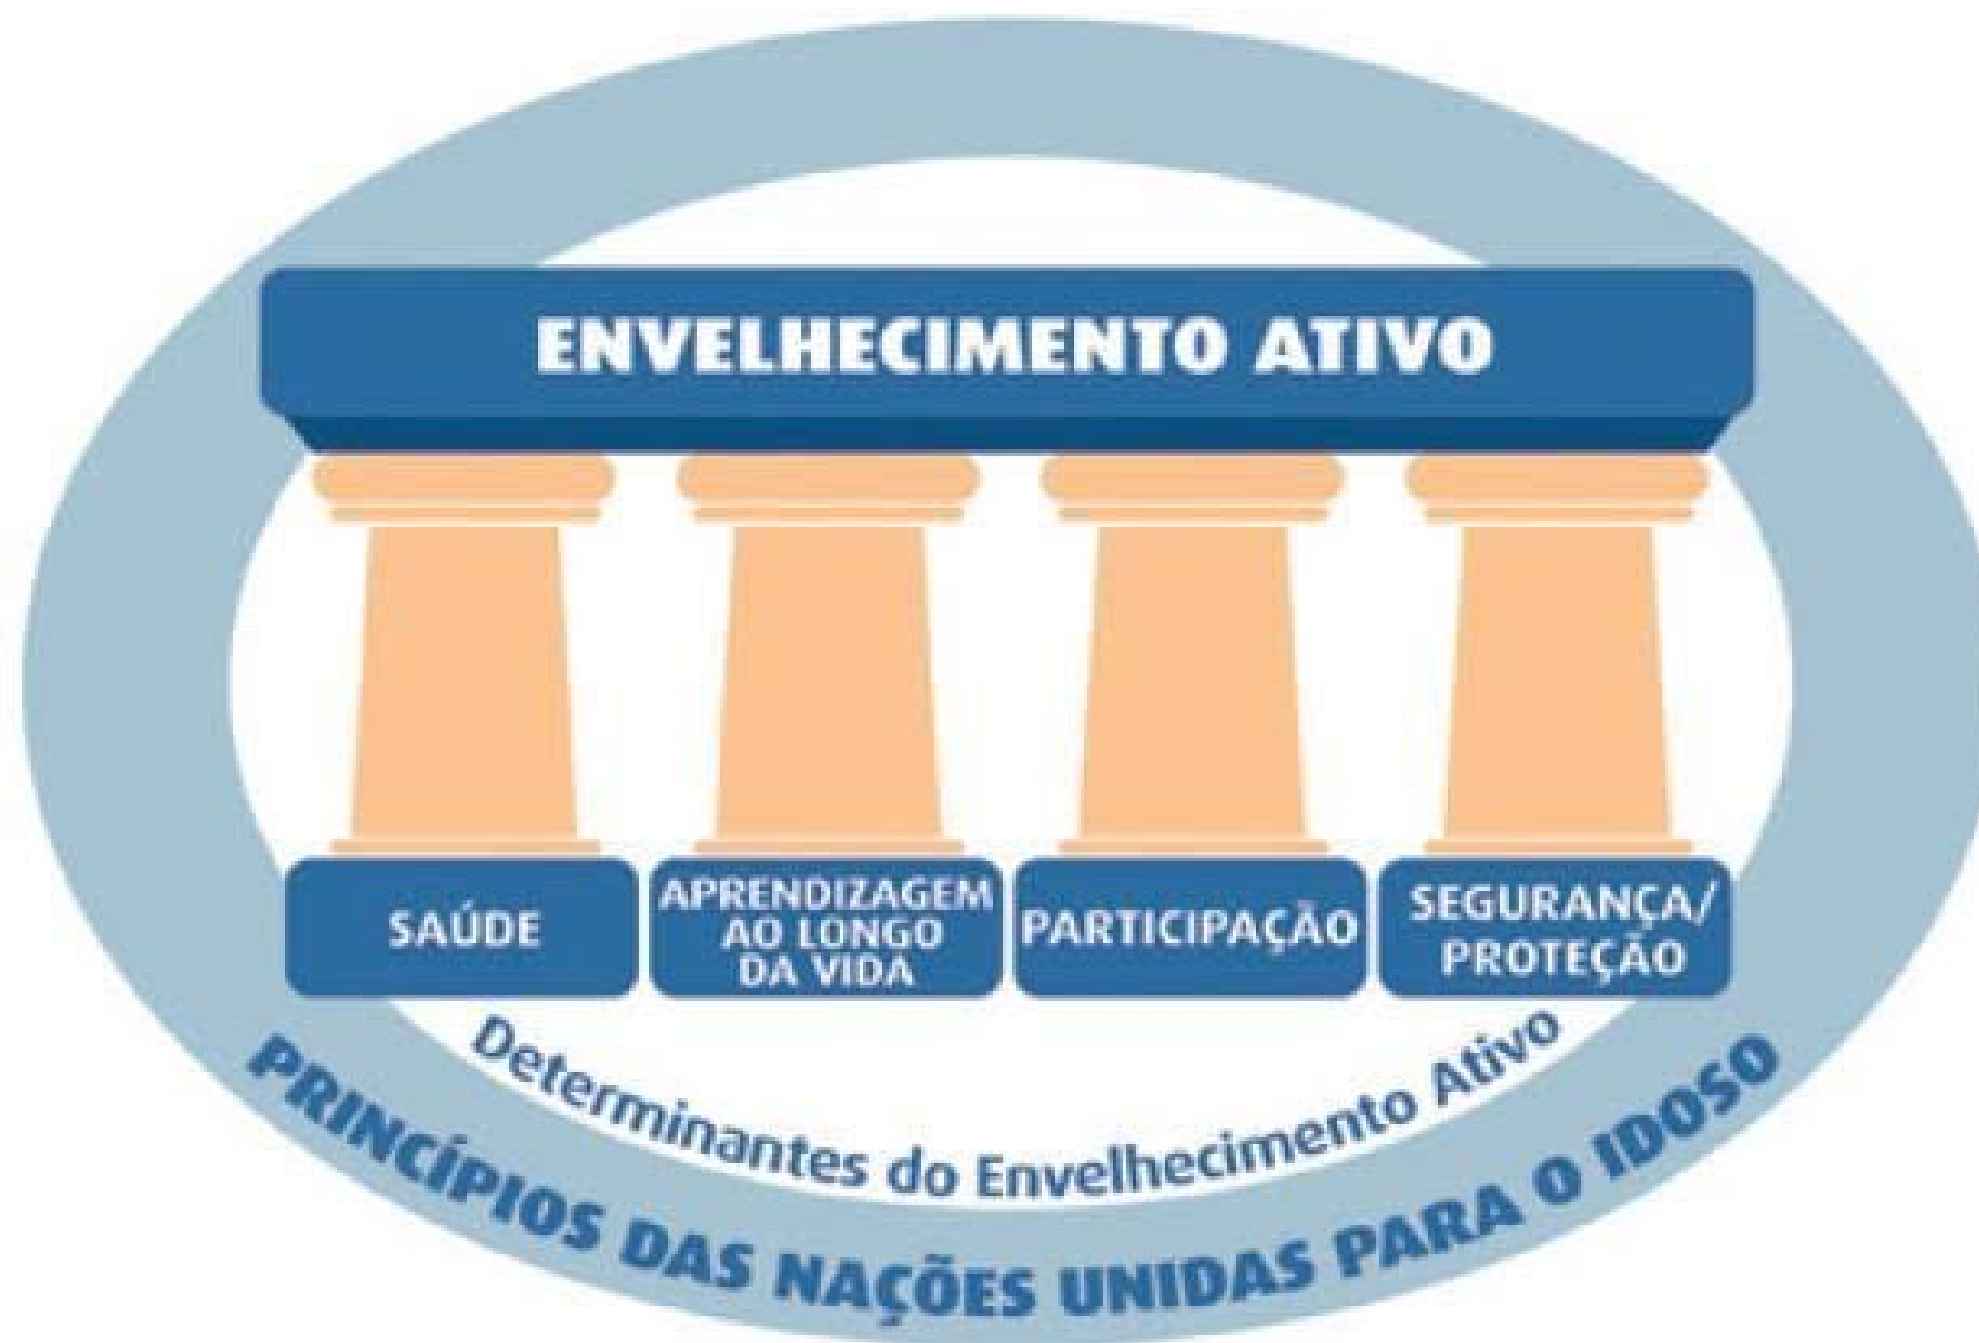 ENVELHECIMENTO ATIVO
SAÚDE
APRENDIZAGEM
AO LONGO
DA VIDA
PARTICIPAÇÃO
SEGURANÇA/
PROTEÇÃO
Determinantes do Envelhecimento Ativo
PRINCÍPIOS DAS NAÇÕES UNIDAS PARA O IDOSO